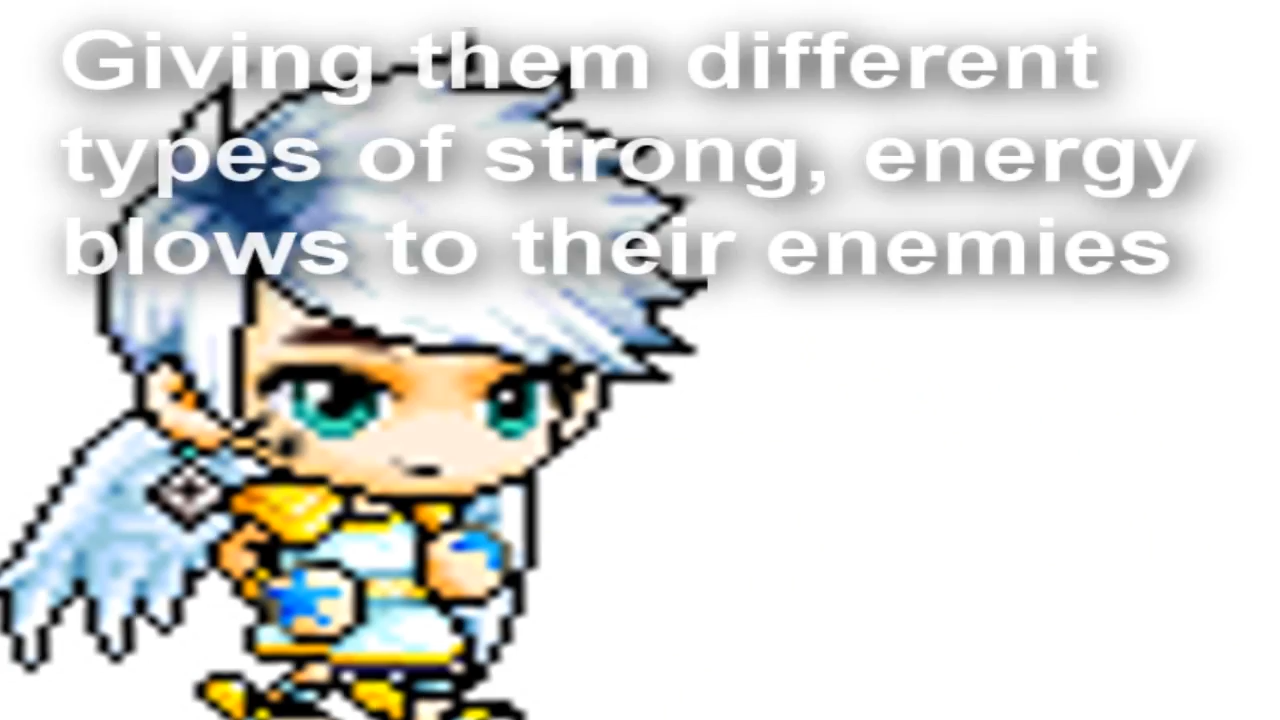 Giving them different
types of strong, energy
blows to their enemies